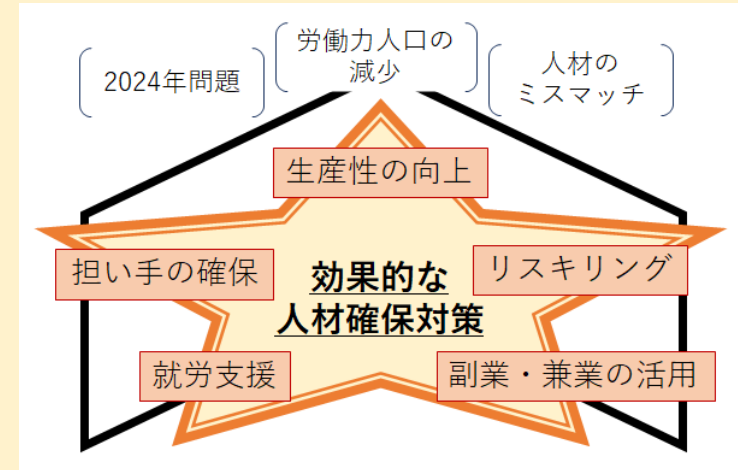 2024年問題
労働力人口の
減少
人材の
ミスマッチ
生産性の向上
担い手の確保
効果的な
人材確保対策
リスキリング
就労支援
副業・兼業の活用